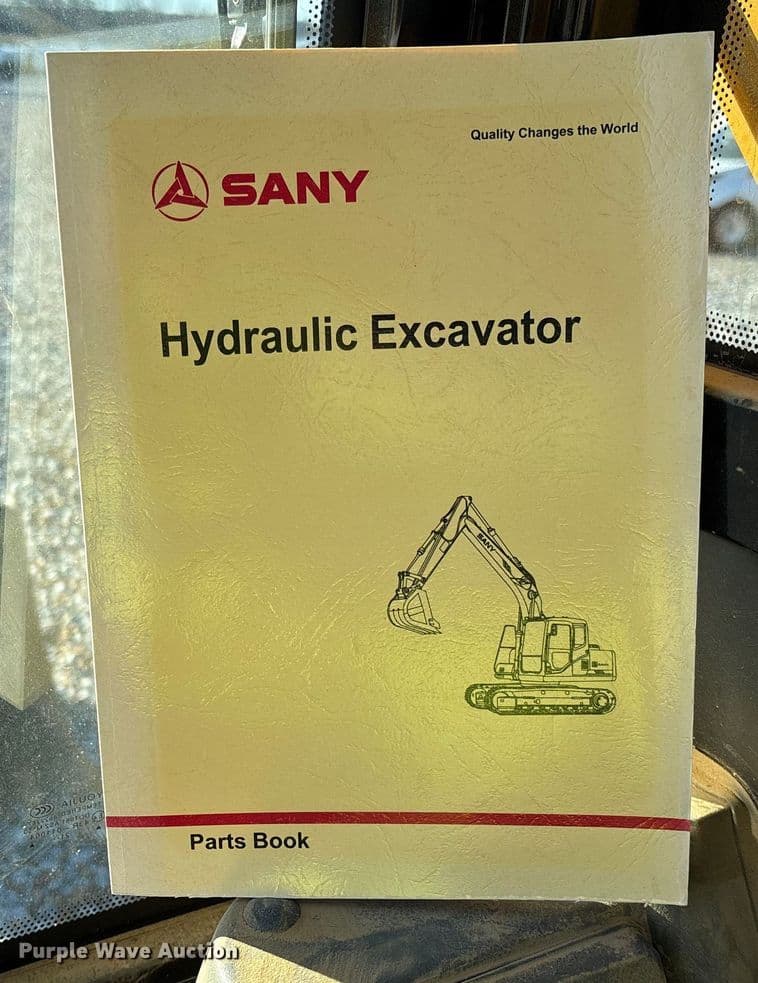 Quality Changes the World
SANY
Hydraulic Excavator
SANY
Parts Book
Purple Wave Auction